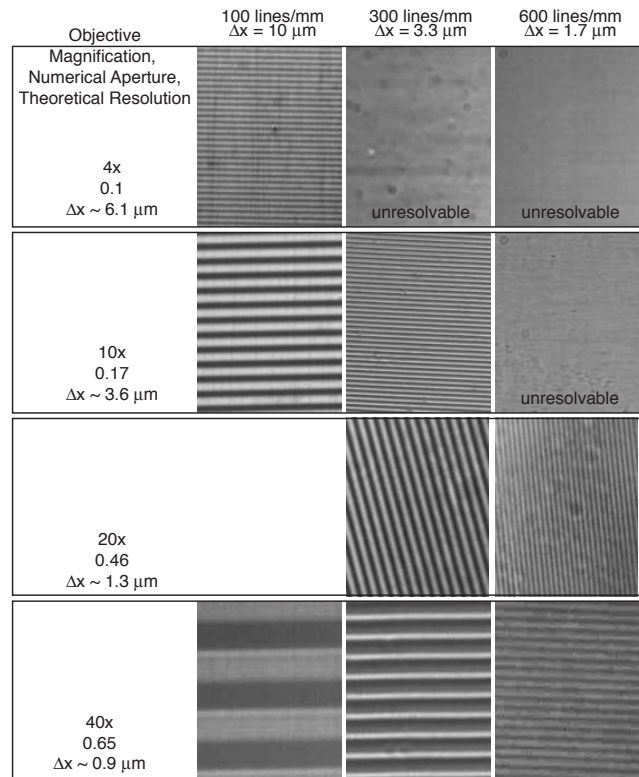 100 lines/mm
Δx = 10 μm
300 lines/mm
Δx = 3.3 μm
600 lines/mm
Δx = 1.7 μm
Objective
Magnification,
Numerical Aperture,
Theoretical Resolution
4x
0.1
Δx ~ 6.1 μm
unresolvable
unresolvable
10x
0.17
Δx ~ 3.6 μm
unresolvable
20x
0.46
Δx ~ 1.3 μm
40x
0.65
Δx ~ 0.9 μm